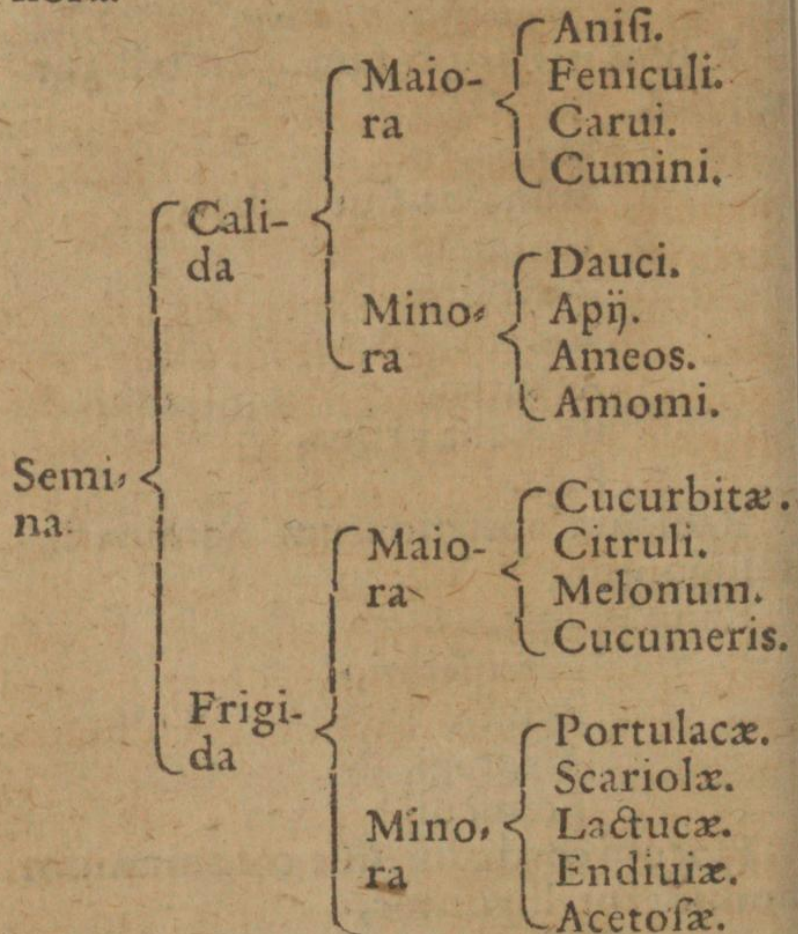 Semi-
na.
Cali-
da
Maio-
ra
Aniſi.
Feniculi.
Carui.
Cumini.
Mino-
ra
Dauci.
Apĳ.
Ameos.
Amomi.
Frigi-
da
Maio-
ra
Cucurbitæ.
Citruli.
Melonum.
Cucumeris.
Mino-
ra
Portulacæ.
Scariolæ.
Lactucæ.
Endiuiæ.
Acetoſæ.